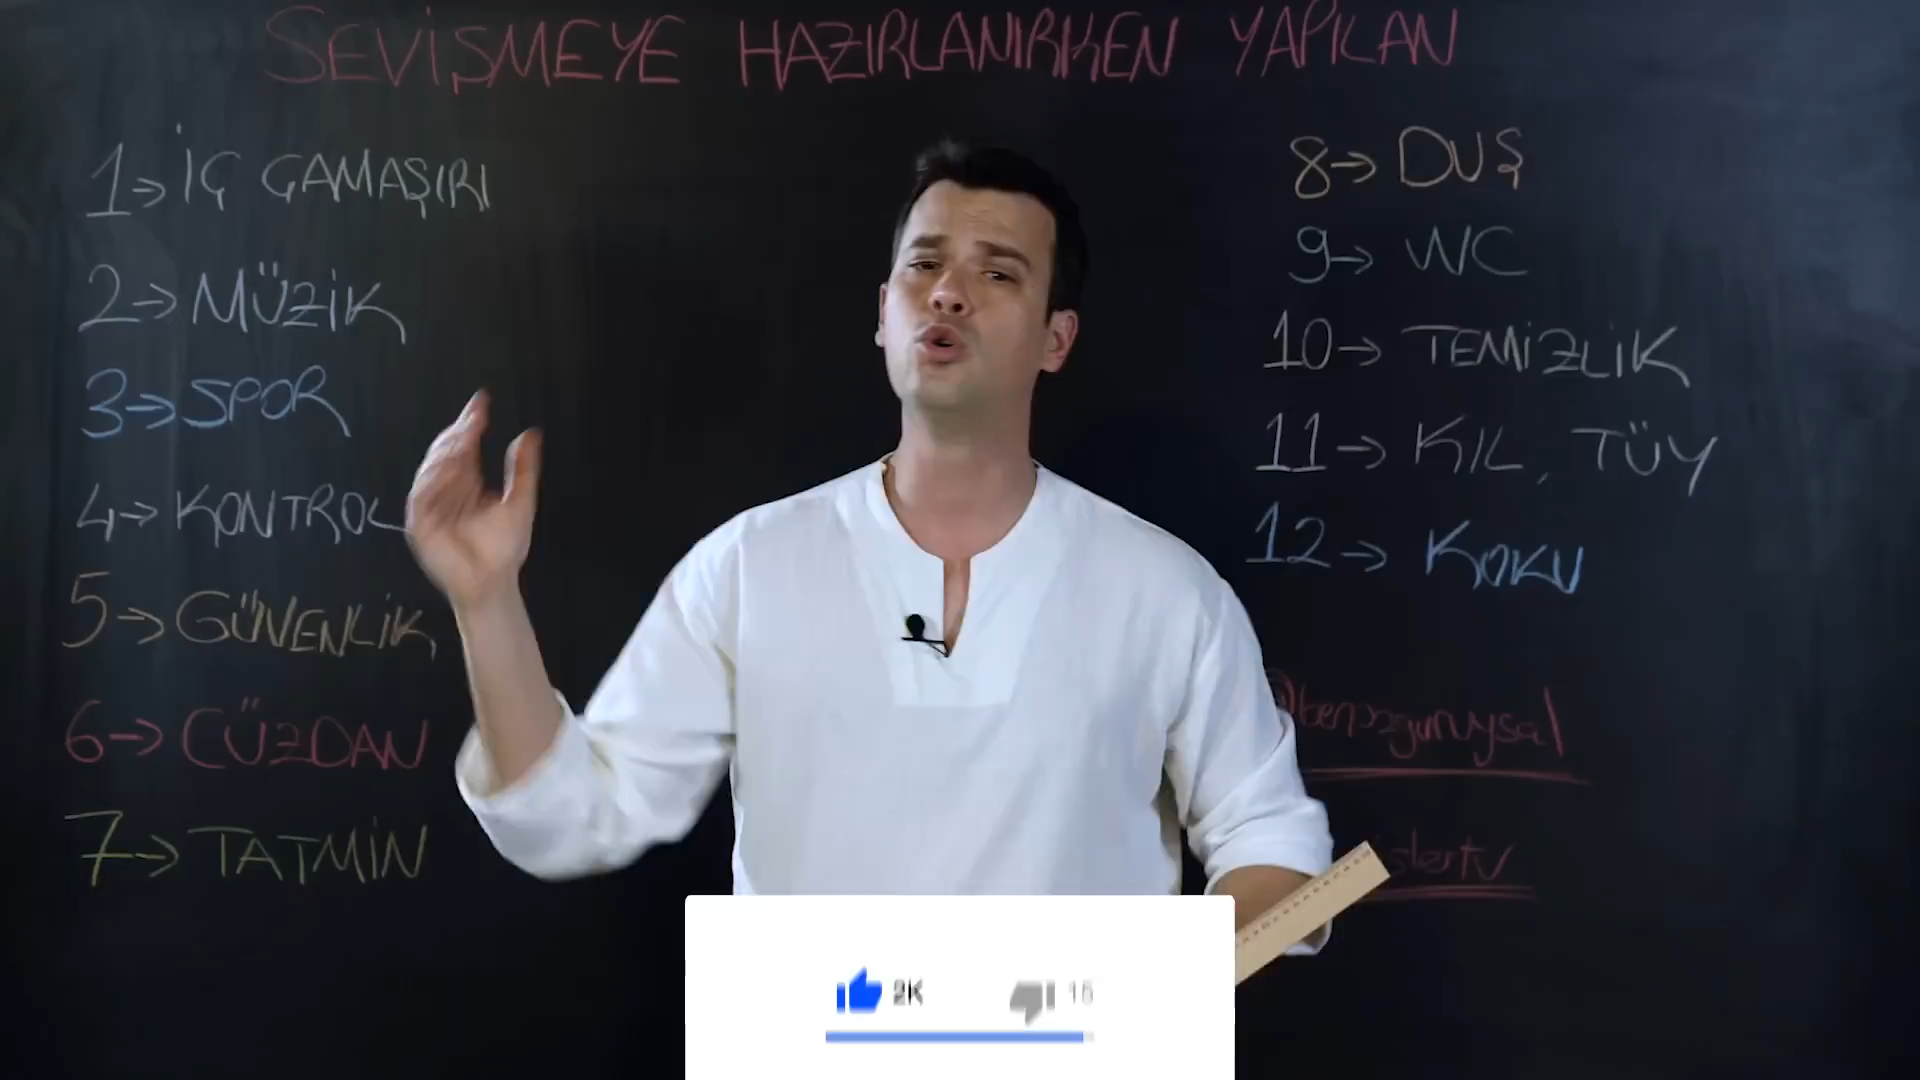 SEVİŞMEYE HAZIRLANIRKEN YAPILAN
1→ İÇ ÇAMAŞIRI
2→ MÜZİK
3→ SPOR
4→ KONTROL
5→ GÜVENLİK
6→ CÜZDAN
7→ TATMİN
8→ DUŞ
9→ WC
10→ TEMİZLİK
11→ KIL, TÜY
12→ KOKU
@benozgunuysal
2K